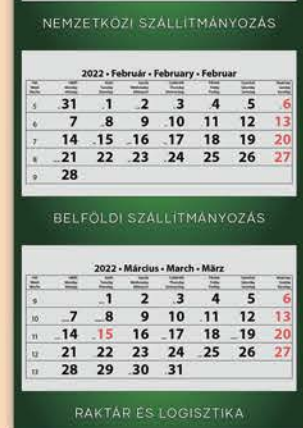 NEMZETKÖZI SZÁLLÍTMÁNYOZÁS
2022 • Február • February • Februar
5 31 1 2 3 4 5 6
6 7 8 9 10 11 12 13
7 14 15 16 17 18 19 20
8 21 22 23 24 25 26 27
9 28
BELFÖLDI SZÁLLÍTMÁNYOZÁS
2022 • Március • March • März
9 1 2 3 4 5 6
10 7 8 9 10 11 12 13
11 14 15 16 17 18 19 20
12 21 22 23 24 25 26 27
13 28 29 30 31
RAKTÁR ÉS LOGISZTIKA